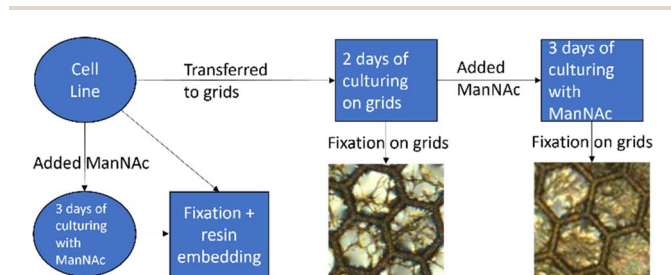 Cell
Line
Transferred
to grids
2 days of
culturing
on grids
Added
ManNAc
3 days of
culturing
with
ManNAc
Added ManNAc
Fixation on grids
Fixation on grids
3 days of
culturing
with
ManNAc
Fixation +
resin
embedding